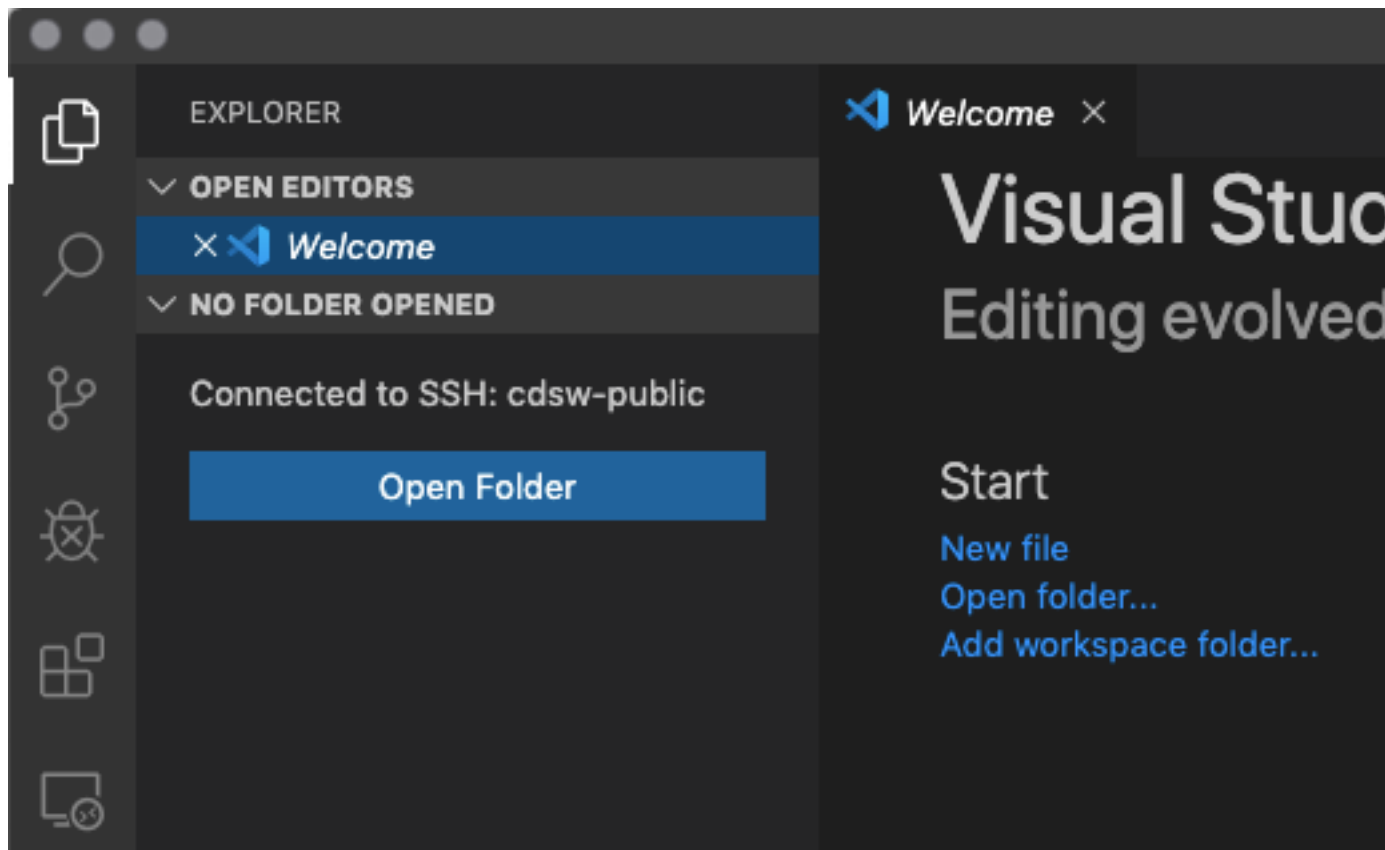 EXPLORER
OPEN EDITORS
Welcome
NO FOLDER OPENED
Connected to SSH: cdsw-public
Open Folder
Welcome
Visual Stud
Editing evolved
Start
New file
Open folder...
Add workspace folder...